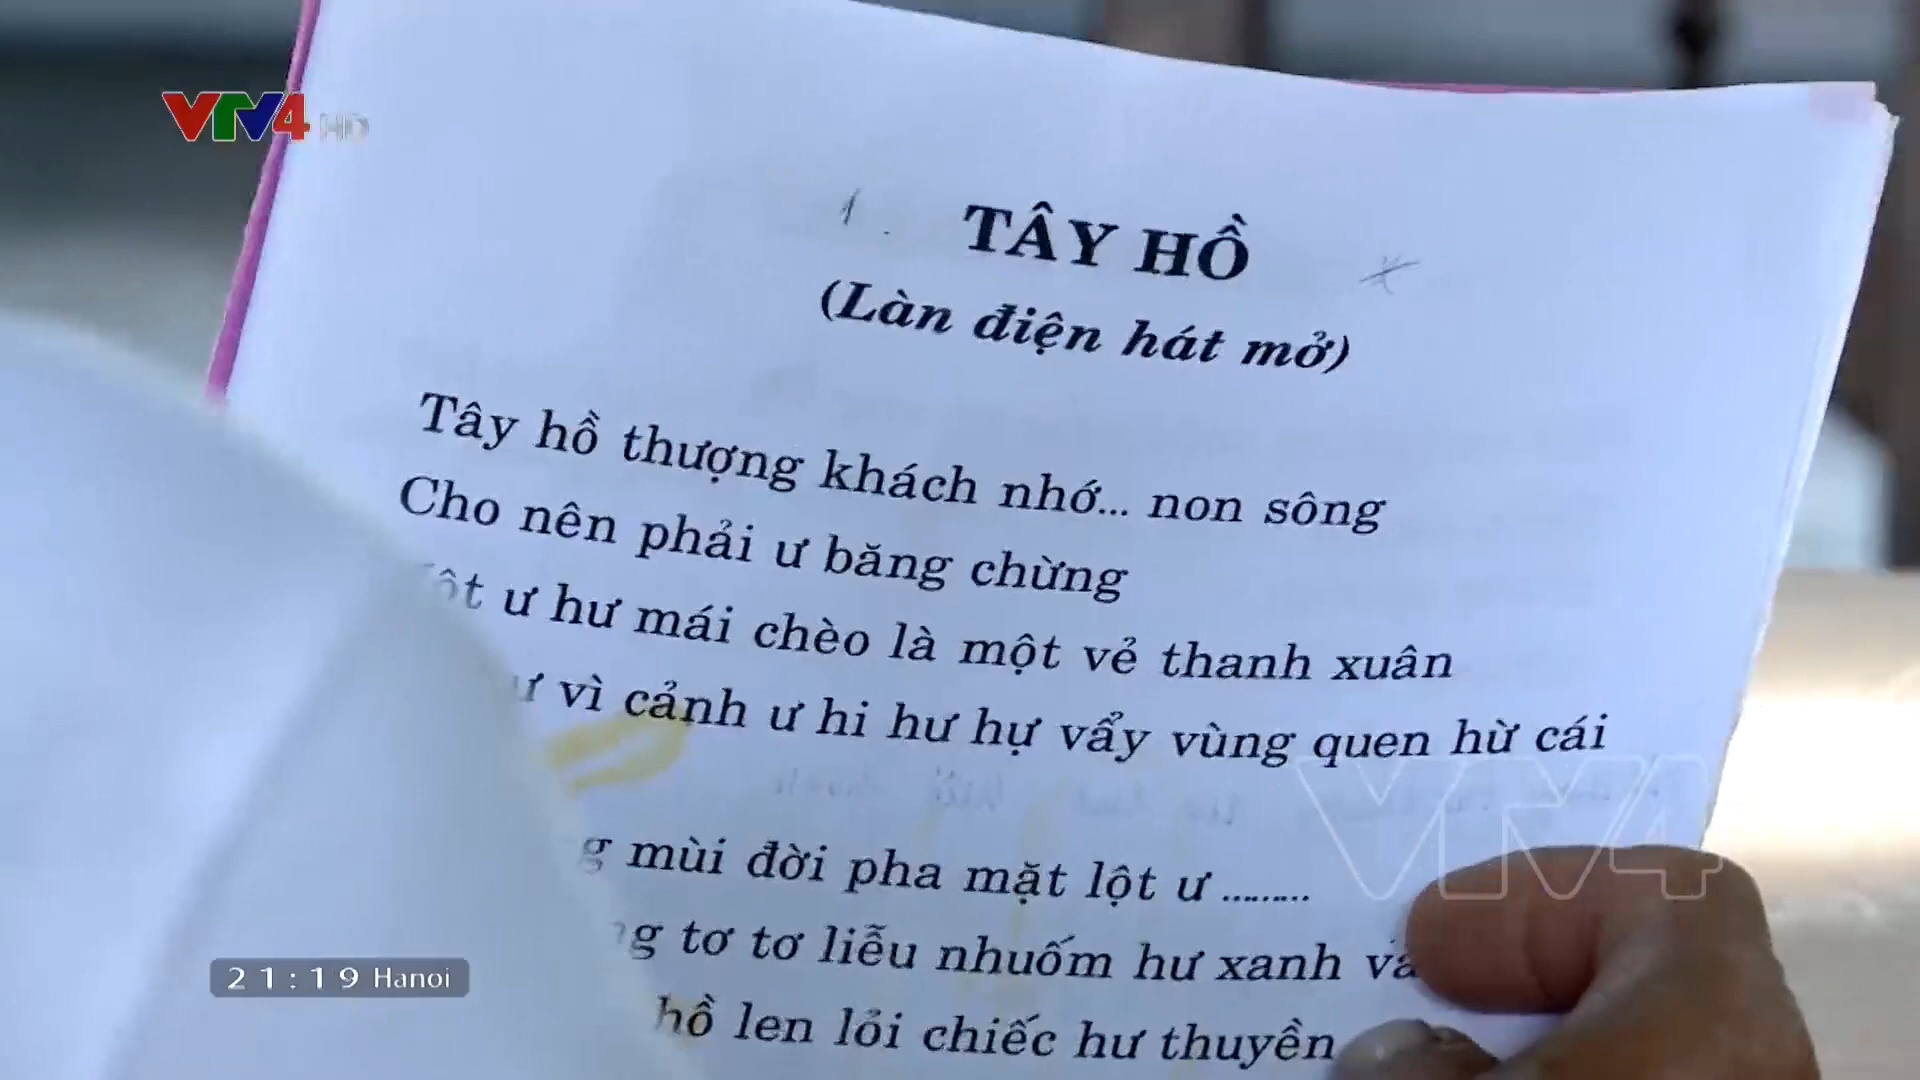 VTV4 HD
1.
TÂY HỒ
(Làn điện hát mở)
Tây hồ thượng khách nhớ... non sông
Cho nên phải ư băng chừng
ư hư mái chèo là một vẻ thanh xuân
vì cảnh ư hi hư hự vẩy vùng quen hừ cái
mùi đời pha mặt lột ư .........
tơ tơ liễu nhuốm hư xanh
hồ len lỏi chiếc hư thuyền
VTV4
21:19 Hanoi